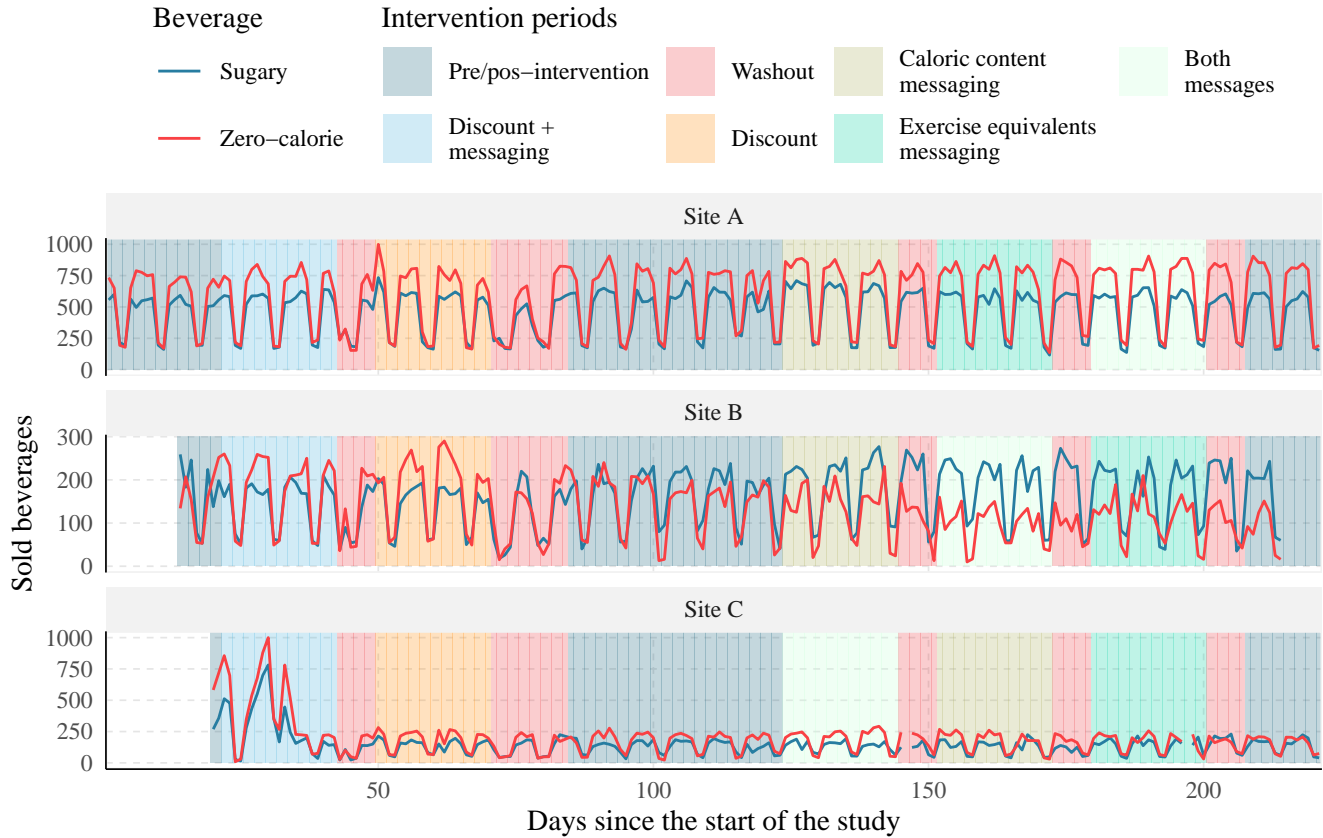 Beverage
Intervention periods
Sugary
Pre/pos−intervention
Washout
Caloric content
messaging
Both
messages
Zero−calorie
Discount +
messaging
Discount
Exercise equivalents
messaging
Site A
1000
750
500
250
0
Site B
300
200
100
0
Site C
1000
750
500
250
0
Sold beverages
50
100
150
200
Days since the start of the study